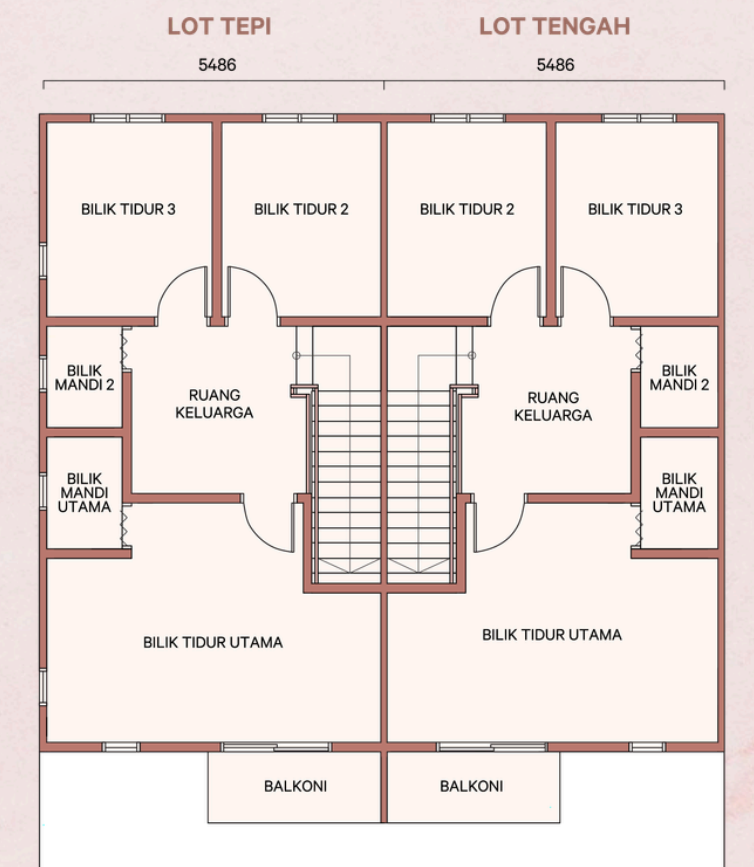 LOT TEPI
LOT TENGAH
5486
5486
BILIK TIDUR 3
BILIK TIDUR 2
BILIK TIDUR 2
BILIK TIDUR 3
BILIK
MANDI 2
RUANG
KELUARGA
RUANG
KELUARGA
BILIK
MANDI 2
BILIK
MANDI
UTAMA
BILIK
MANDI
UTAMA
BILIK TIDUR UTAMA
BILIK TIDUR UTAMA
BALKONI
BALKONI